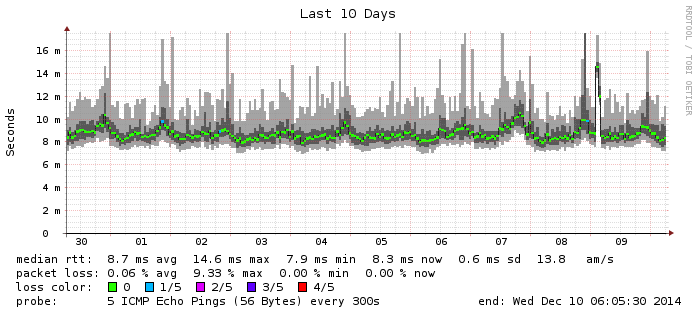 Last 10 Days
RRDTOOL / TOBI OETIKER
Seconds
16 m
14 m
12 m
10 m
8 m
6 m
4 m
2 m
0
30 01 02 03 04 05 06 07 08 09
median rtt: 8.7 ms avg 14.6 ms max 7.9 ms min 8.3 ms now 0.6 ms sd 13.8 am/s
packet loss: 0.06 % avg 9.33 % max 0.00 % min 0.00 % now
loss color: 0 1/5 2/5 3/5 4/5
probe: 5 ICMP Echo Pings (56 Bytes) every 300s end: Wed Dec 10 06:05:30 2014